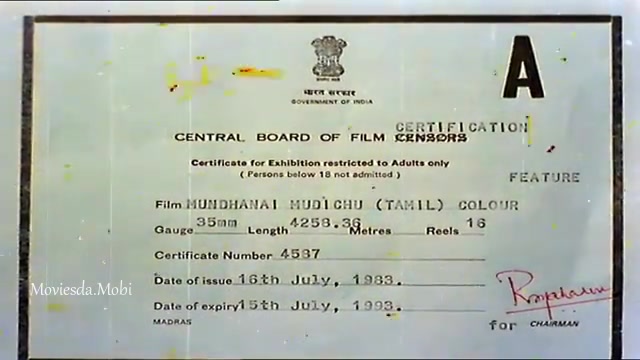 A
भारत सरकार
GOVERNMENT OF INDIA
CERTIFICATION
CENTRAL BOARD OF FILM CENSORS
Certificate for Exhibition restricted to Adults only
( Persons below 18 not admitted )
FEATURE
Film MUNDHANAI MUDICHU (TAMIL) COLOUR
Gauge 35mm Length 4258.36 Metres Reels 16
Certificate Number 4587
Date of issue 16th July, 1983.
Moviesda.Mobi
Date of expiry 15th July, 1993.
MADRAS
for CHAIRMAN